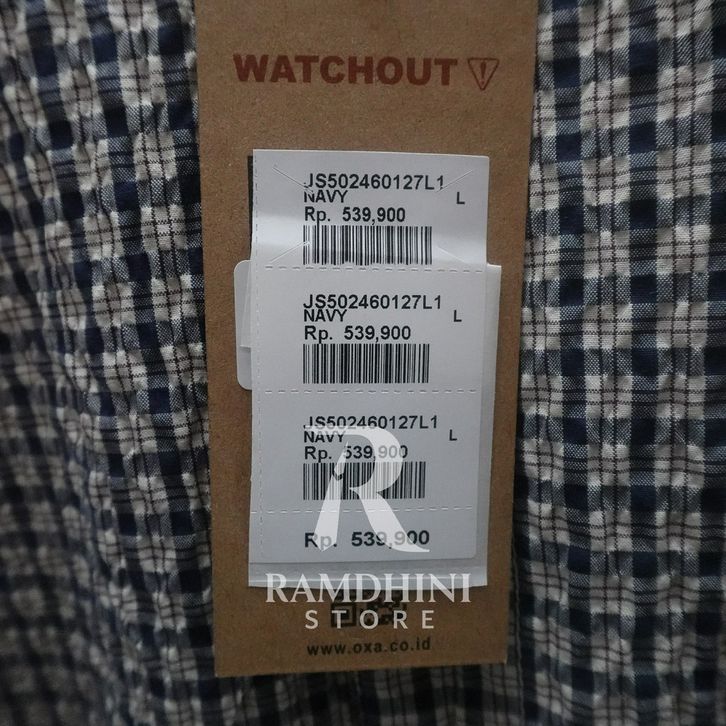 WATCHOUT
JS502460127L1
NAVY L
Rp. 539,900
JS502460127L1
NAVY L
Rp. 539,900
JS502460127L1
NAVY L
Rp. 539,900
Rp. 539,900
R
RAMDHINI
STORE
www.oxa.co.id